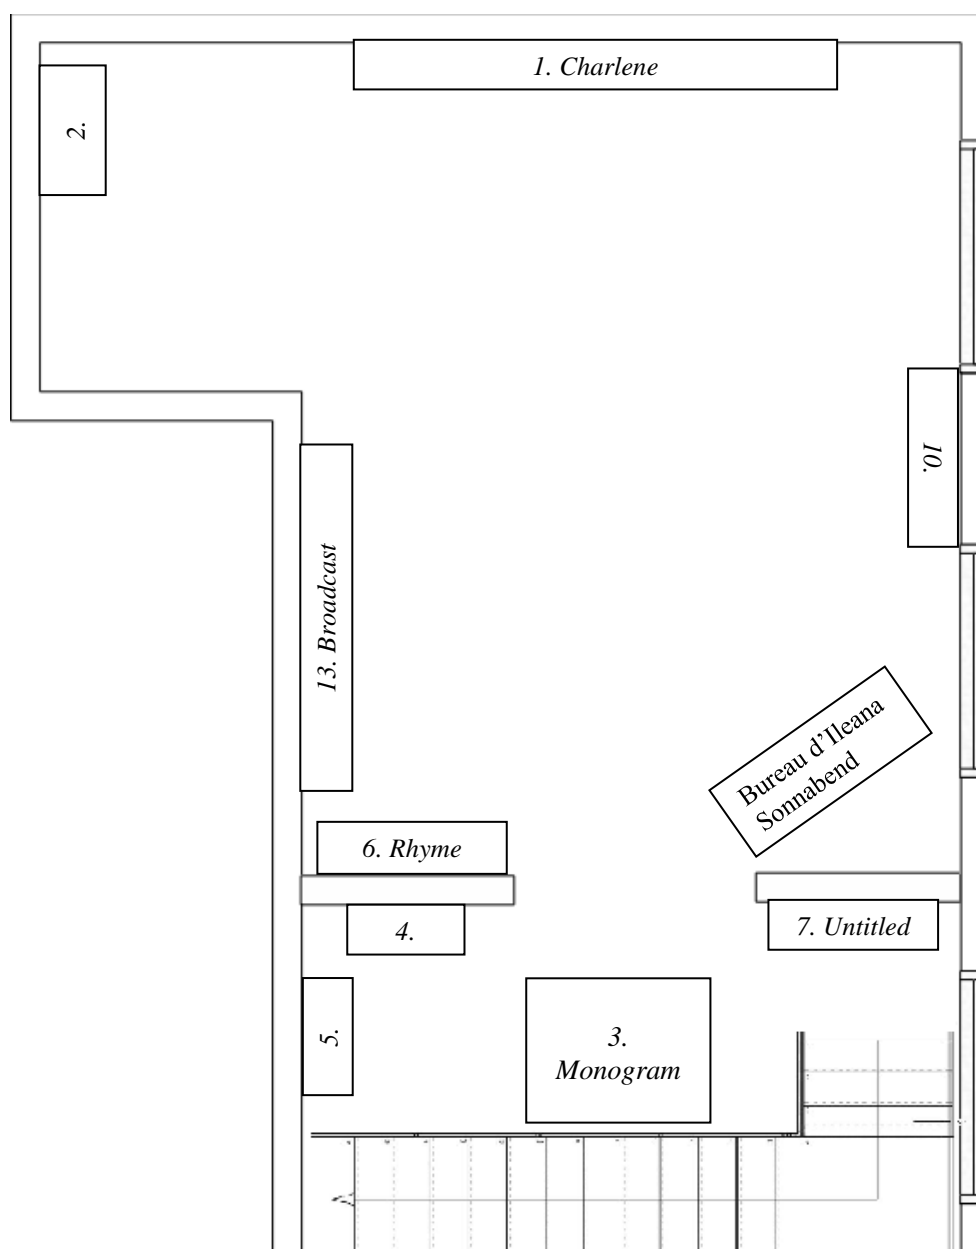 1. Charlene
2.
10.
13. Broadcast
Bureau d'Ileana
Sonnabend
6. Rhyme
4.
7. Untitled
5.
3.
Monogram